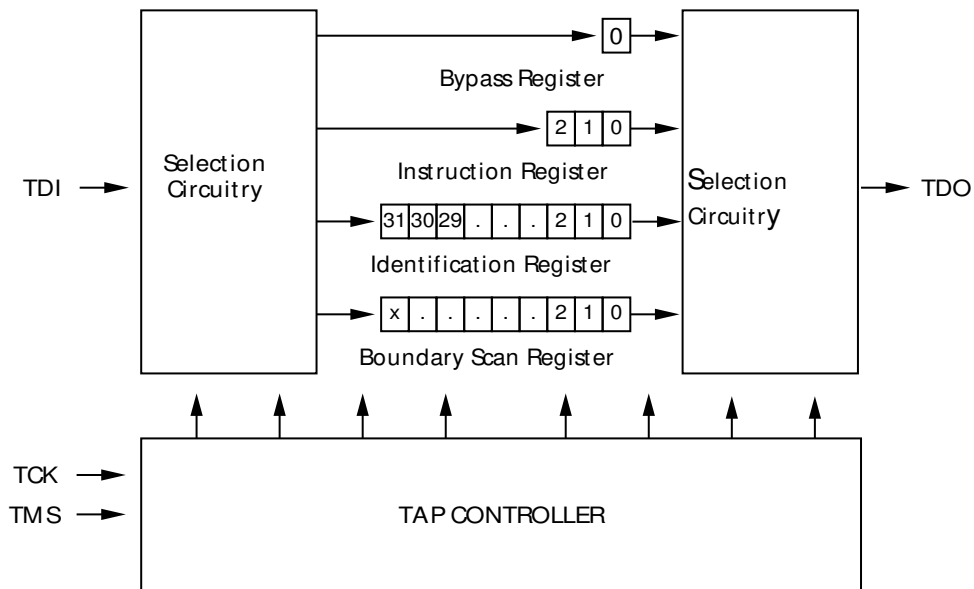 0
Bypass Register
2 1 0
Selection
Circuitry
Instruction Register
Selection
Circuitry
TDI
TDO
31 30 29 . . . 2 1 0
Identification Register
x . . . . . 2 1 0
Boundary Scan Register
TCK
TMS
TAP CONTROLLER